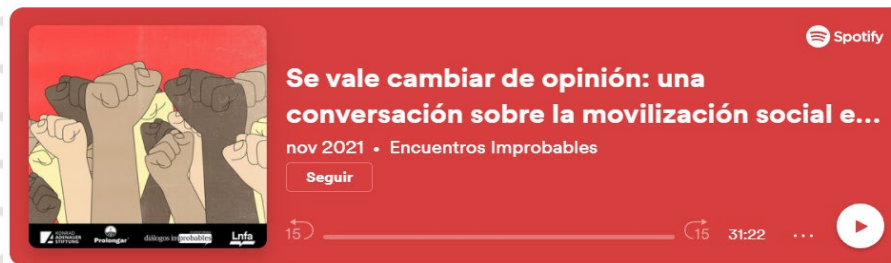 Spotify
Se vale cambiar de opinión: una
conversación sobre la movilización social e...
nov 2021 • Encuentros Improbables
Seguir
15
15
31:22
...
KONRAD
ADENAUER
STIFTUNG
Prolongar
diálogos improbables
Lnfa